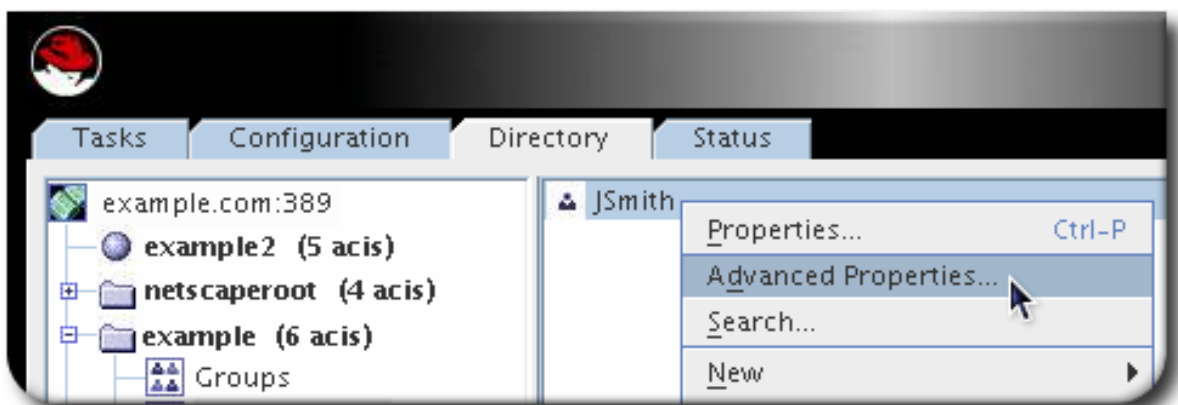 Tasks Configuration Directory Status
example.com:389
example2 (5 acis)
netscaperoot (4 acis)
example (6 acis)
Groups
JSmith
Properties... Ctrl-P
Advanced Properties...
Search...
New